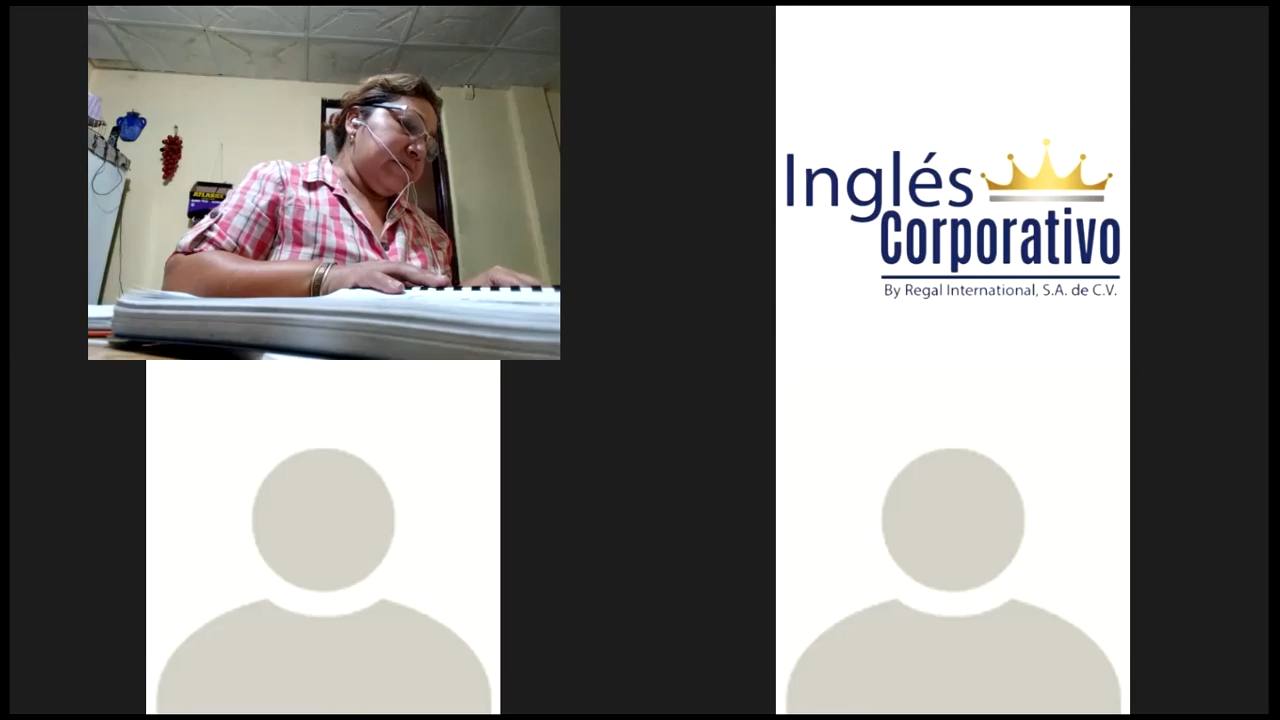 Inglés
Corporativo
By Regal International, S.A. de C.V.